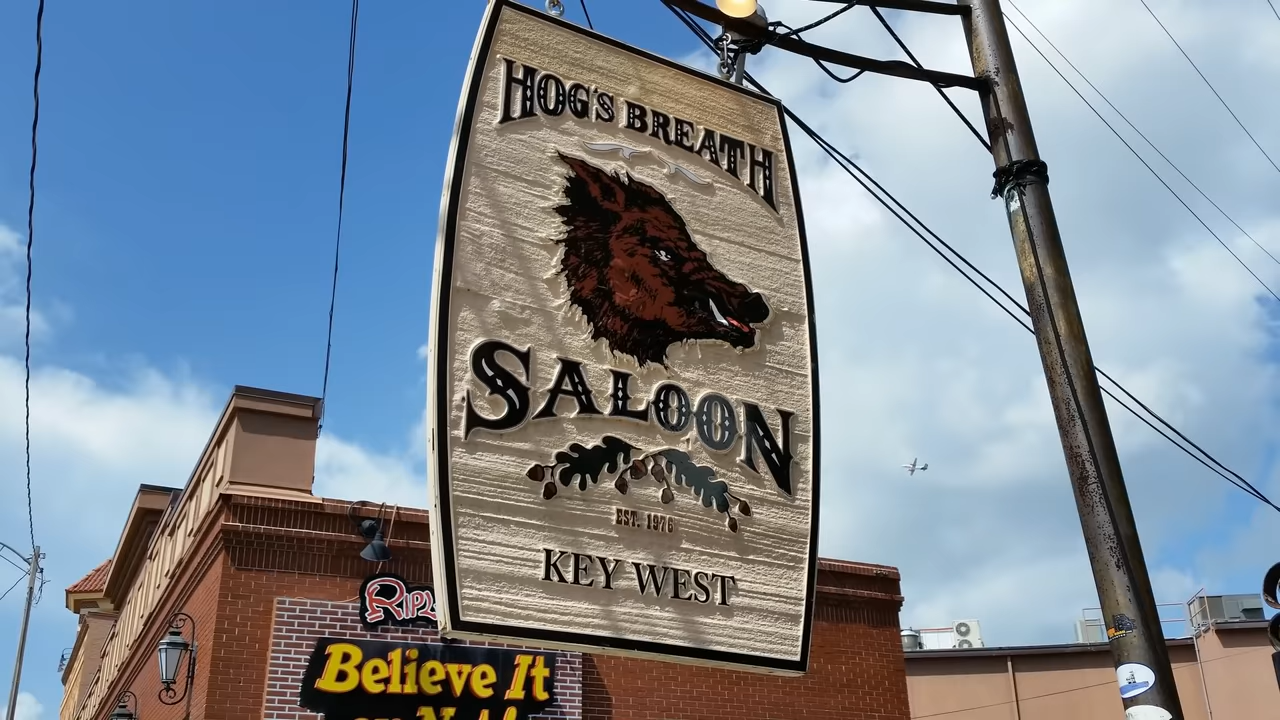 HOG'S BREATH
SALOON
EST. 1976
KEY WEST
Believe It